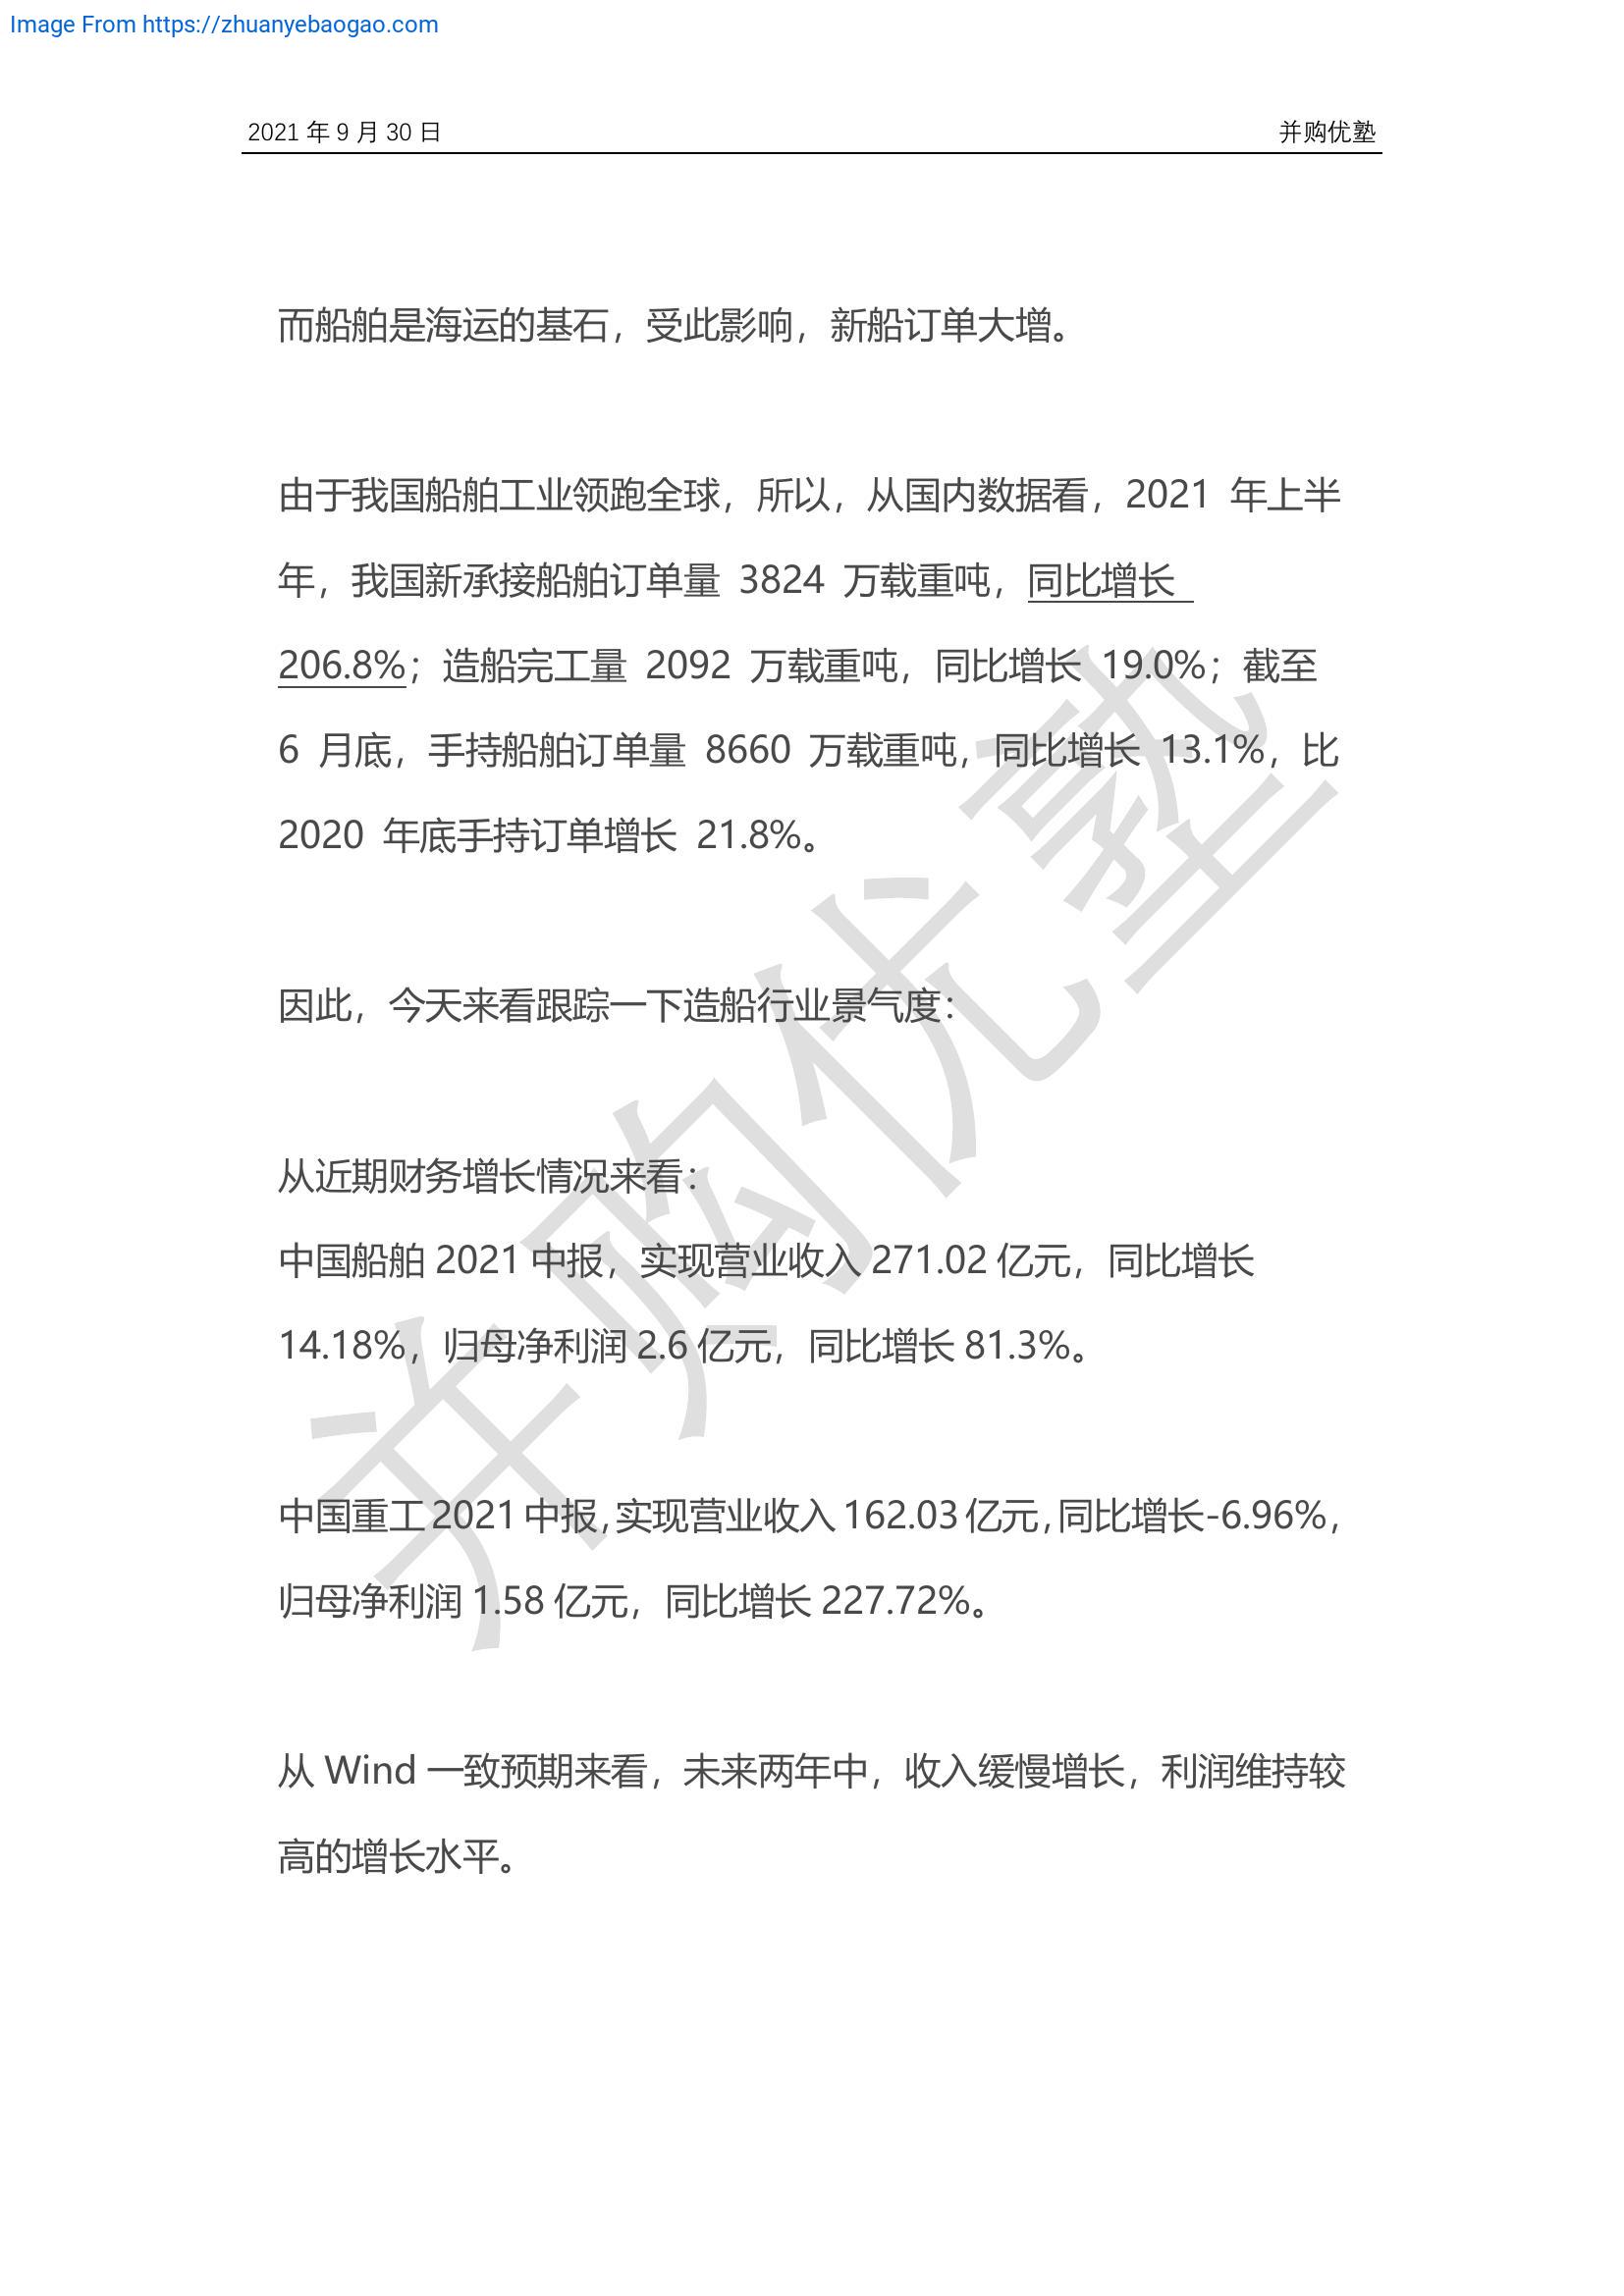 Image From https://zhuanyebaogao.com
2021 年 9 月 30 日 并购优塾
而船舶是海运的基石，受此影响，新船订单大增。
由于我国船舶工业领跑全球，所以，从国内数据看，2021 年上半
年，我国新承接船舶订单量 3824 万载重吨，同比增长
206.8%；造船完工量 2092 万载重吨，同比增长 19.0%；截至
6 月底，手持船舶订单量 8660 万载重吨，同比增长 13.1%，比
2020 年底手持订单增长 21.8%。
因此，今天来看跟踪一下造船行业景气度：
从近期财务增长情况来看：
中国船舶 2021 中报，实现营业收入 271.02 亿元，同比增长
14.18%，归母净利润 2.6 亿元，同比增长 81.3%。
中国重工 2021 中报，实现营业收入 162.03 亿元，同比增长-6.96%，
归母净利润 1.58 亿元，同比增长 227.72%。
从 Wind 一致预期来看，未来两年中，收入缓慢增长，利润维持较
高的增长水平。
并购优塾